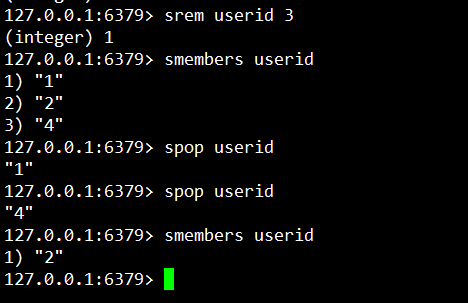 127.0.0.1:6379> srem userid 3
(integer) 1
127.0.0.1:6379> smembers userid
1) "1"
2) "2"
3) "4"
127.0.0.1:6379> spop userid
"1"
127.0.0.1:6379> spop userid
"4"
127.0.0.1:6379> smembers userid
1) "2"
127.0.0.1:6379>